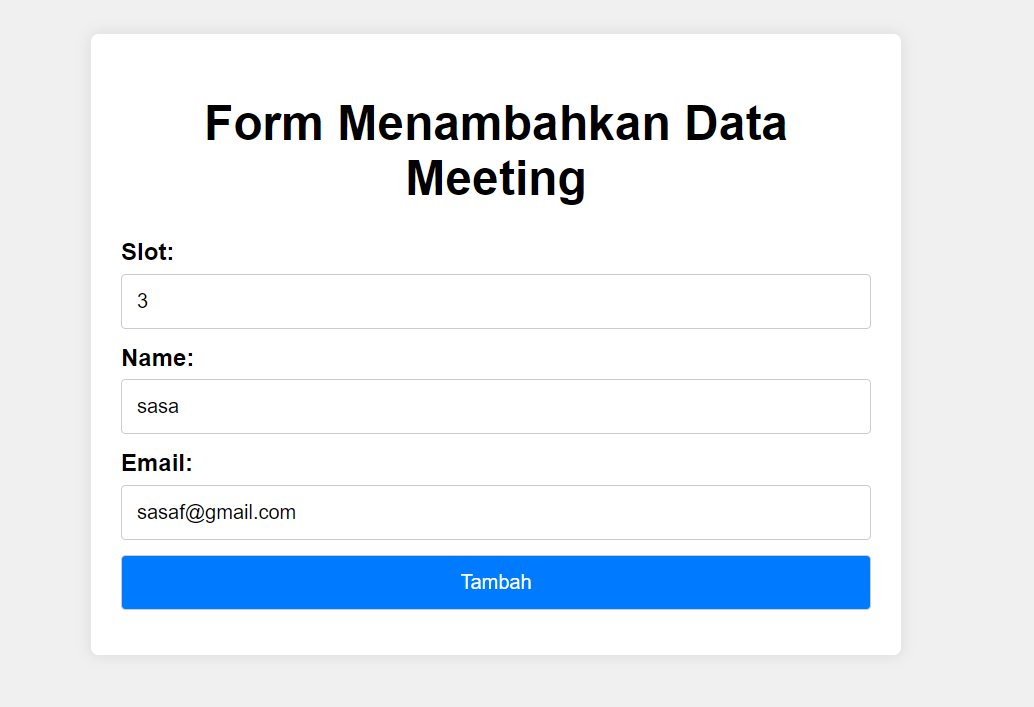 Form Menambahkan Data
Meeting
Slot:
3
Name:
sasa
Email:
sasaf@gmail.com
Tambah